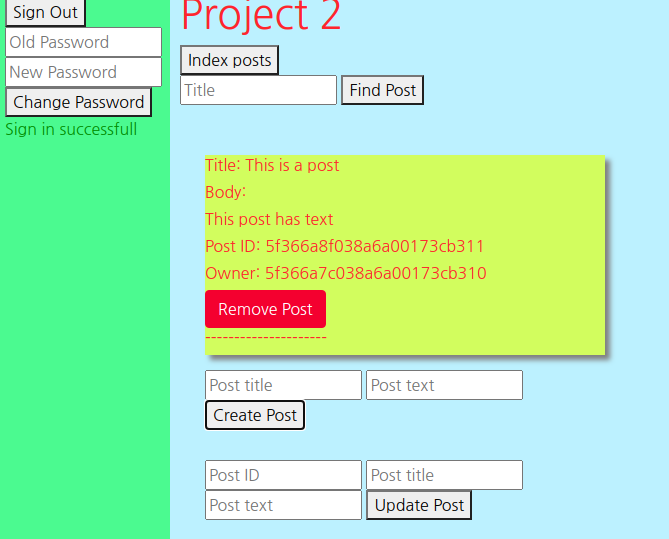 Sign Out
Old Password
New Password
Change Password
Sign in successfull
Project 2
Index posts
Title Find Post
Title: This is a post
Body:
This post has text
Post ID: 5f366a8f038a6a00173cb311
Owner: 5f366a7c038a6a00173cb310
Remove Post
---------------------
Post title Post text
Create Post
Post ID Post title
Post text Update Post